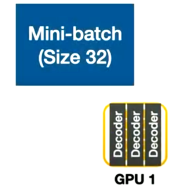 Mini-batch
(Size 32)
Decoder
Decoder
Decoder
GPU 1